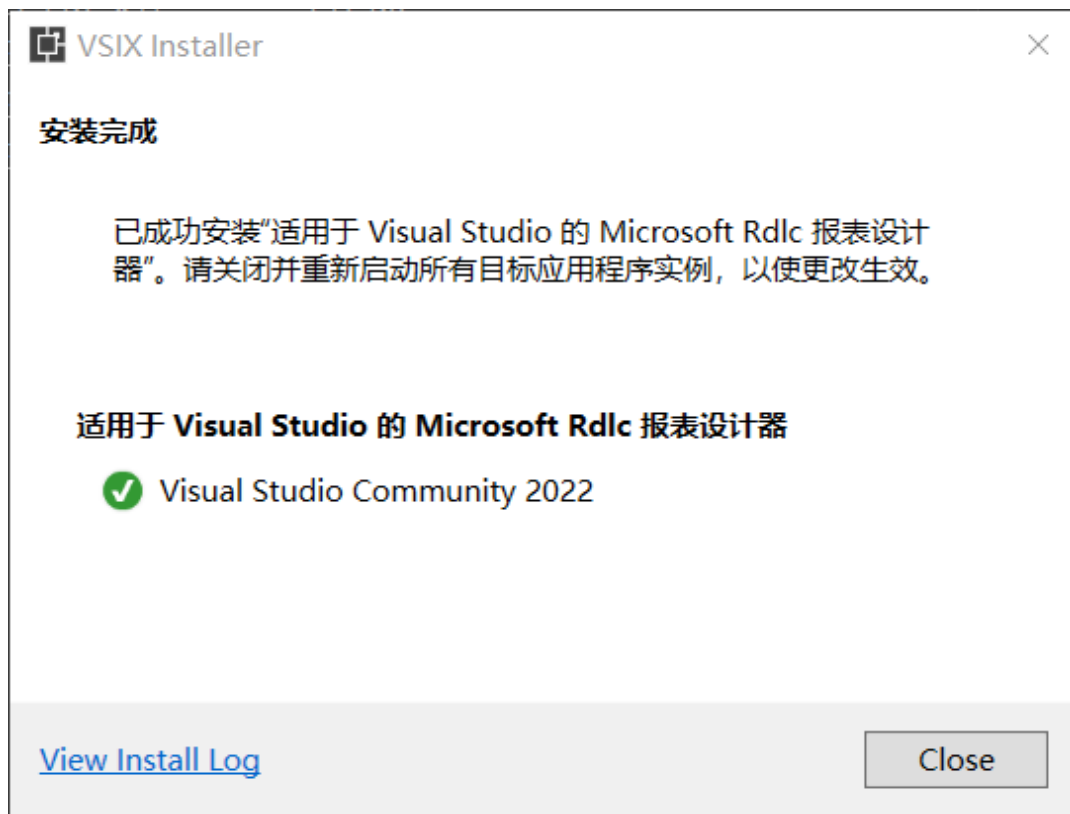 VSIX Installer
安装完成
已成功安装“适用于 Visual Studio 的 Microsoft Rdlc 报表设计
器”。请关闭并重新启动所有目标应用程序实例，以使更改生效。
适用于 Visual Studio 的 Microsoft Rdlc 报表设计器
Visual Studio Community 2022
View Install Log
Close